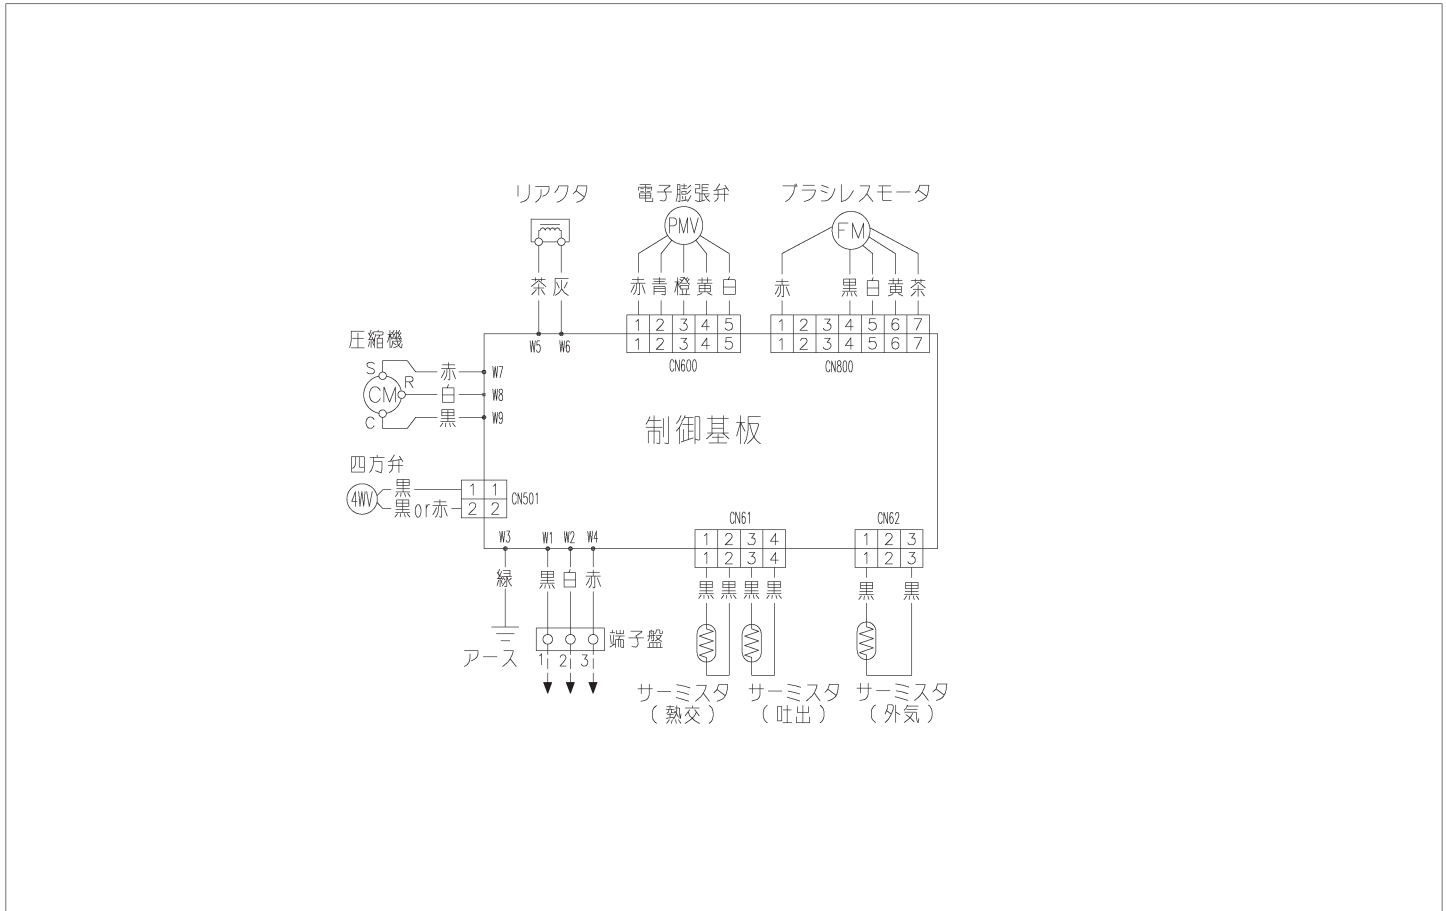 リアクタ 電子膨張弁 ブラシレスモータ
PMV FM
茶 灰 赤 青 橙 黄 白 赤 黒 白 黄 茶
1 2 3 4 5 1 2 3 4 5 6 7
1 2 3 4 5 1 2 3 4 5 6 7
W5 W6 CN600 CN800
圧縮機
S 赤 W7
CM R 白 W8
C 黒 W9
制御基板
四方弁
4WV 黒 1 1 CN501
黒or赤 2 2
W3 W1 W2 W4 CN61 CN62
1 2 3 4 1 2 3
1 2 3 4 1 2 3
緑 黒 白 赤 黒 黒 黒 黒 黒 黒
アース 端子盤
1 2 3
サーミスタ サーミスタ サーミスタ
(熱交) (吐出) (外気)